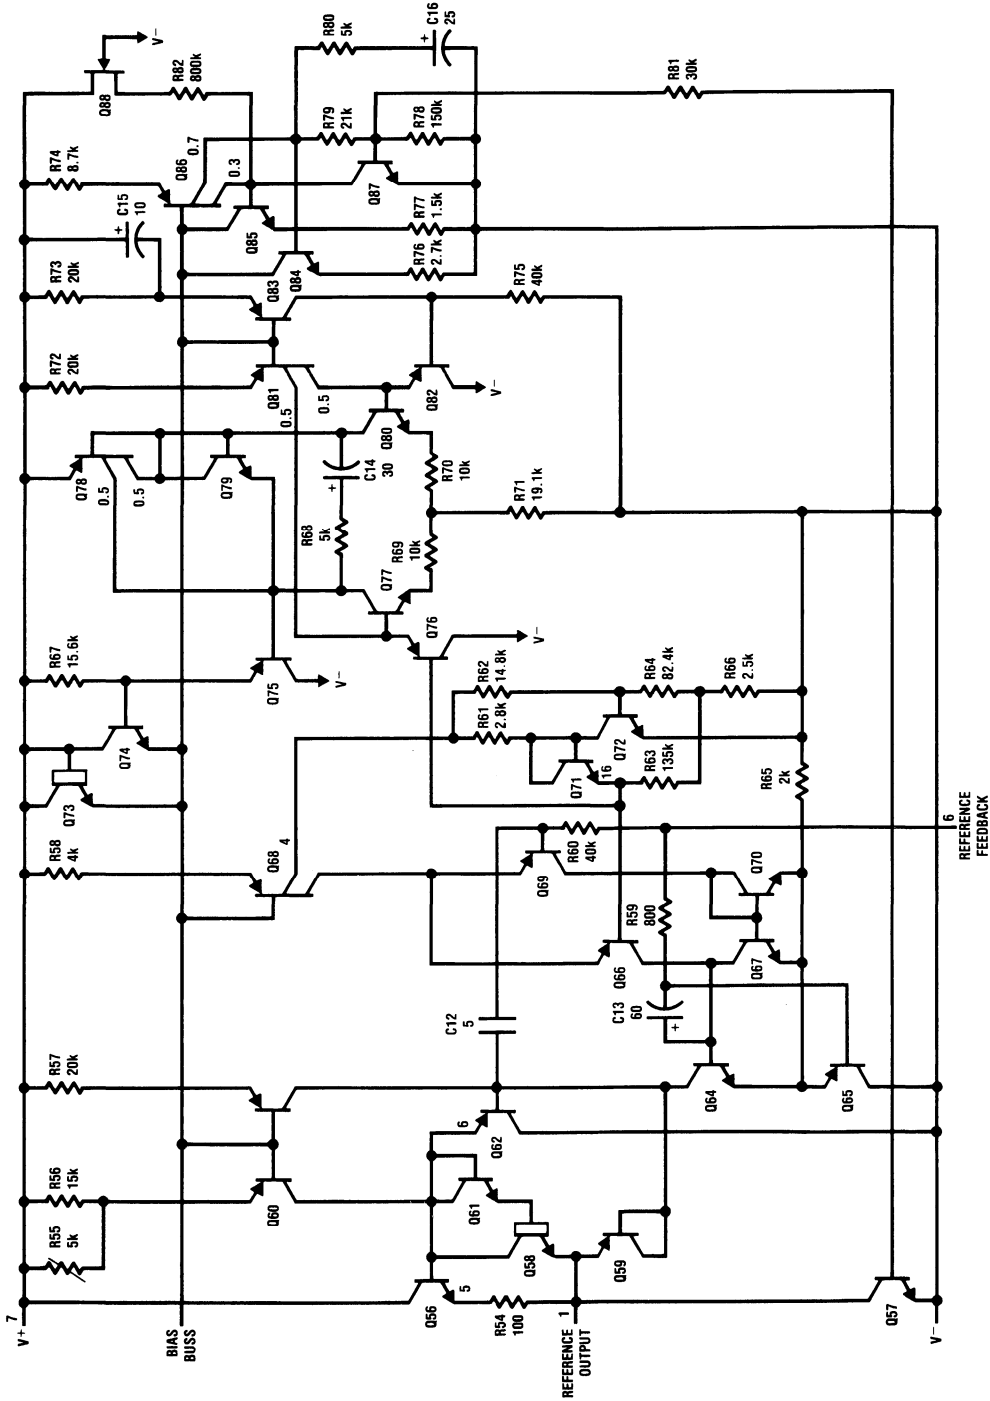 7
V+
R55
5k
R56
15k
R57
20k
R58
4k
Q73
Q74
R67
15.6k
Q78
0.5
0.5
R72
20k
R73
20k
+
C15
10
R74
8.7k
Q86
0.7
0.3
Q88
R82
800k
V−
BIAS
BUSS
Q60
Q68
4
Q75
V−
Q79
Q81
0.5
0.5
Q83
Q84
Q85
R68
5k
+
C14
30
Q80
Q77
R69
10k
R70
10k
Q76
V−
Q82
V−
R76
2.7k
R77
1.5k
Q87
R79
21k
R78
150k
R80
5k
+
C16
25
Q56
5
R54
100
Q61
Q58
6
Q62
C12
5
Q69
R60
40k
R61
2.8k
R62
14.8k
R71
19.1k
R75
40k
REFERENCE
OUTPUT
1
Q59
Q66
R59
800
C13
60
+
Q71
16
Q72
R63
135k
R64
82.4k
R66
2.5k
R81
30k
Q64
Q67
Q70
R65
2k
Q57
Q65
V−
6
REFERENCE
FEEDBACK